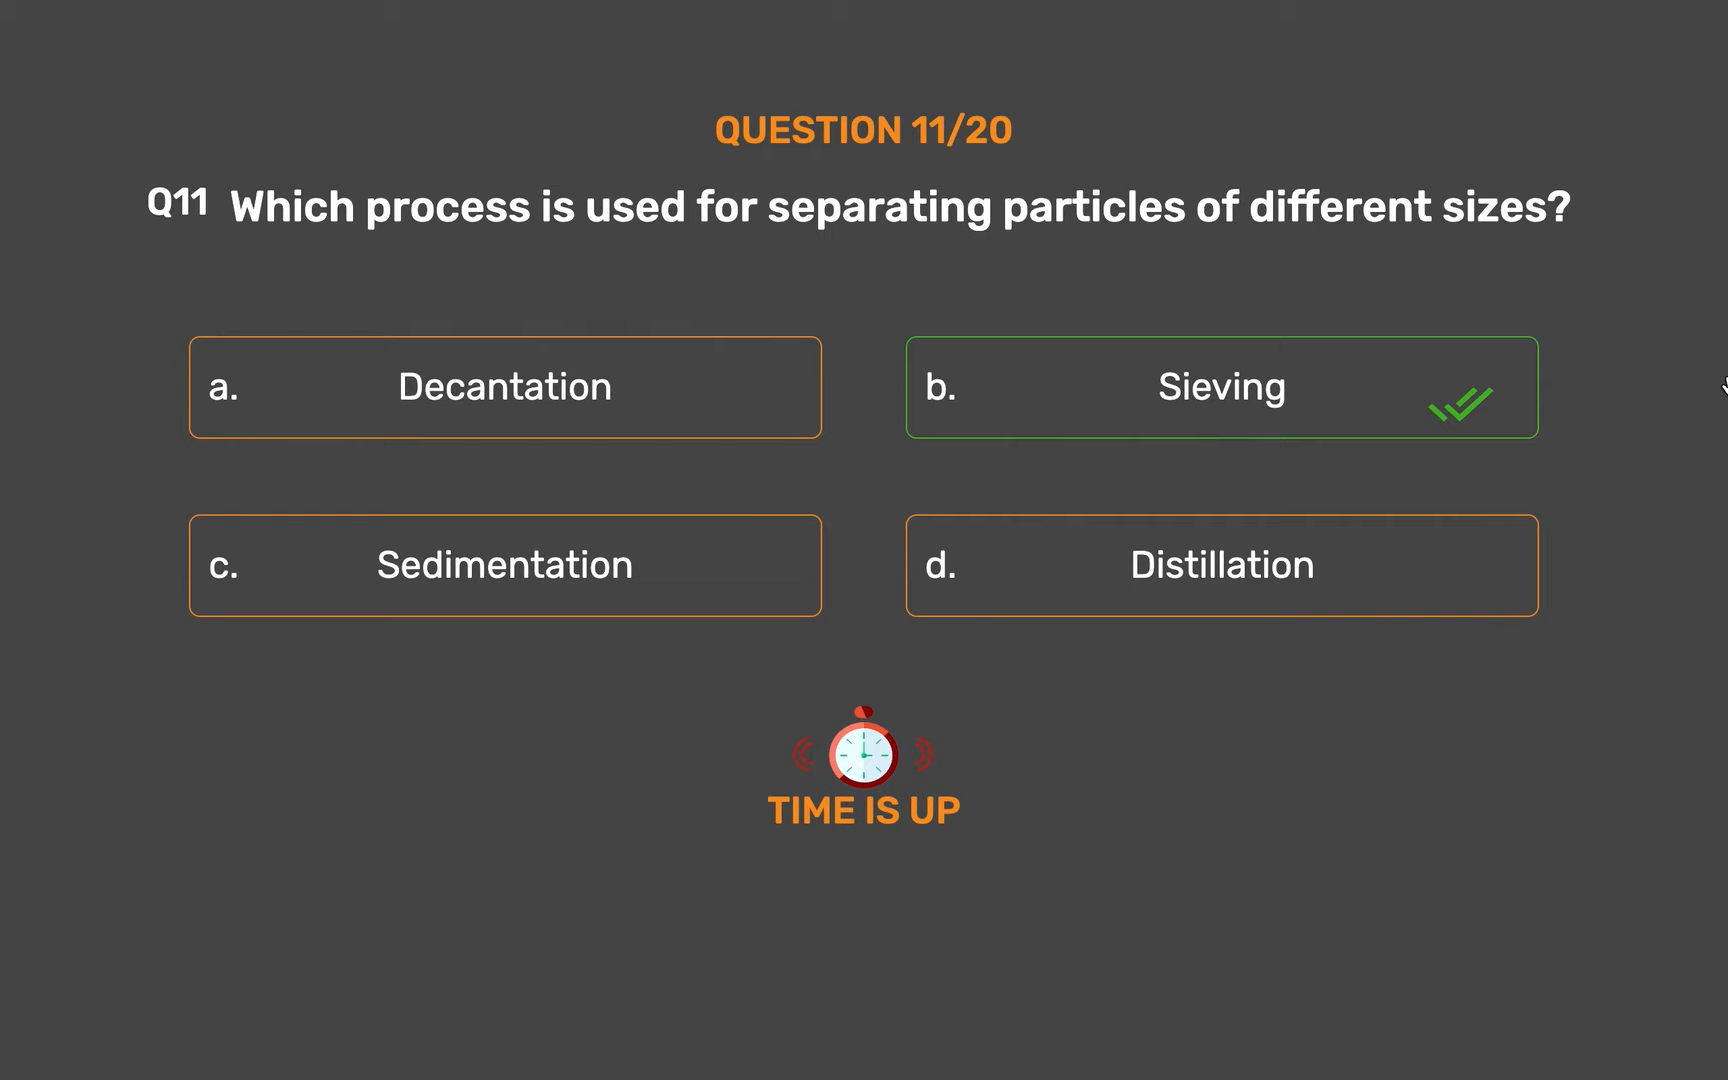 QUESTION 11/20
Q11 Which process is used for separating particles of different sizes?
a. Decantation
b. Sieving
c. Sedimentation
d. Distillation
TIME IS UP